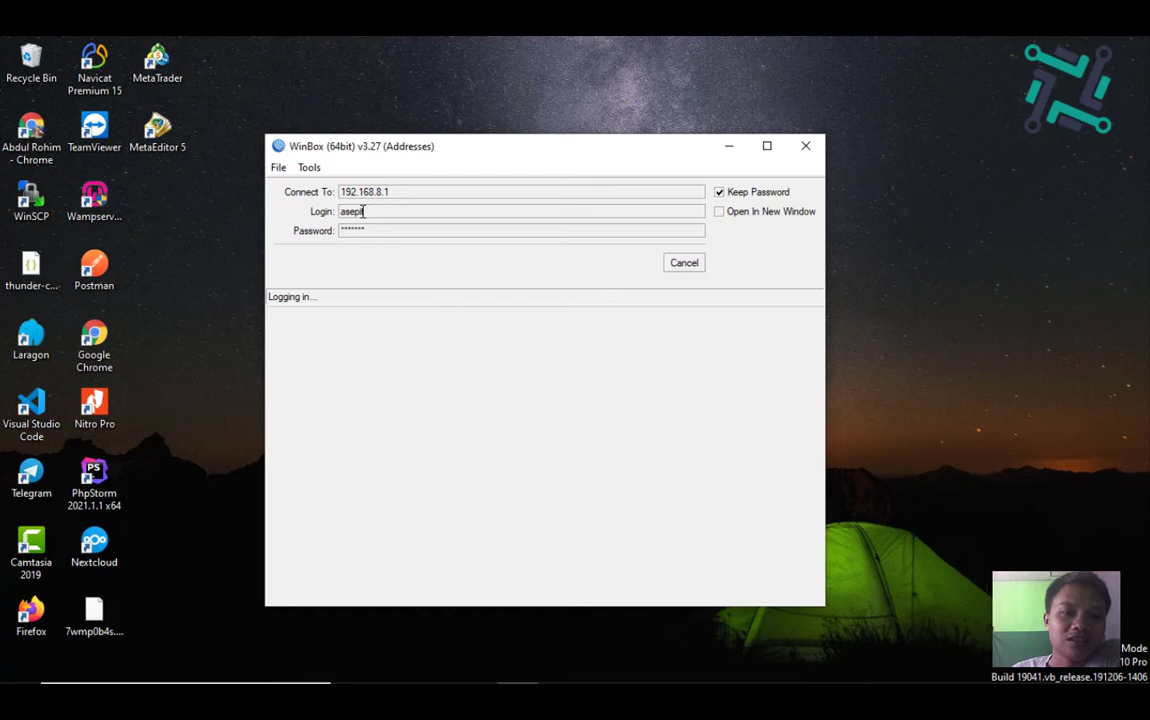 Recycle Bin
Navicat
Premium 15
MetaTrader
Abdul Rohim
- Chrome
TeamViewer
MetaEditor 5
WinSCP
Wampserv...
thunder-c...
Postman
Laragon
Google
Chrome
Visual Studio
Code
Nitro Pro
Telegram
PS
PhpStorm
2021.1.1 x64
Camtasia
2019
Nextcloud
Firefox
7wmp0b4s....
WinBox (64bit) v3.27 (Addresses)
File Tools
Connect To: 192.168.8.1
Keep Password
Login:
Open In New Window
Password: *******
Cancel
Logging in...
Mode
10 Pro
Build 19041.vb_release.191206-1406